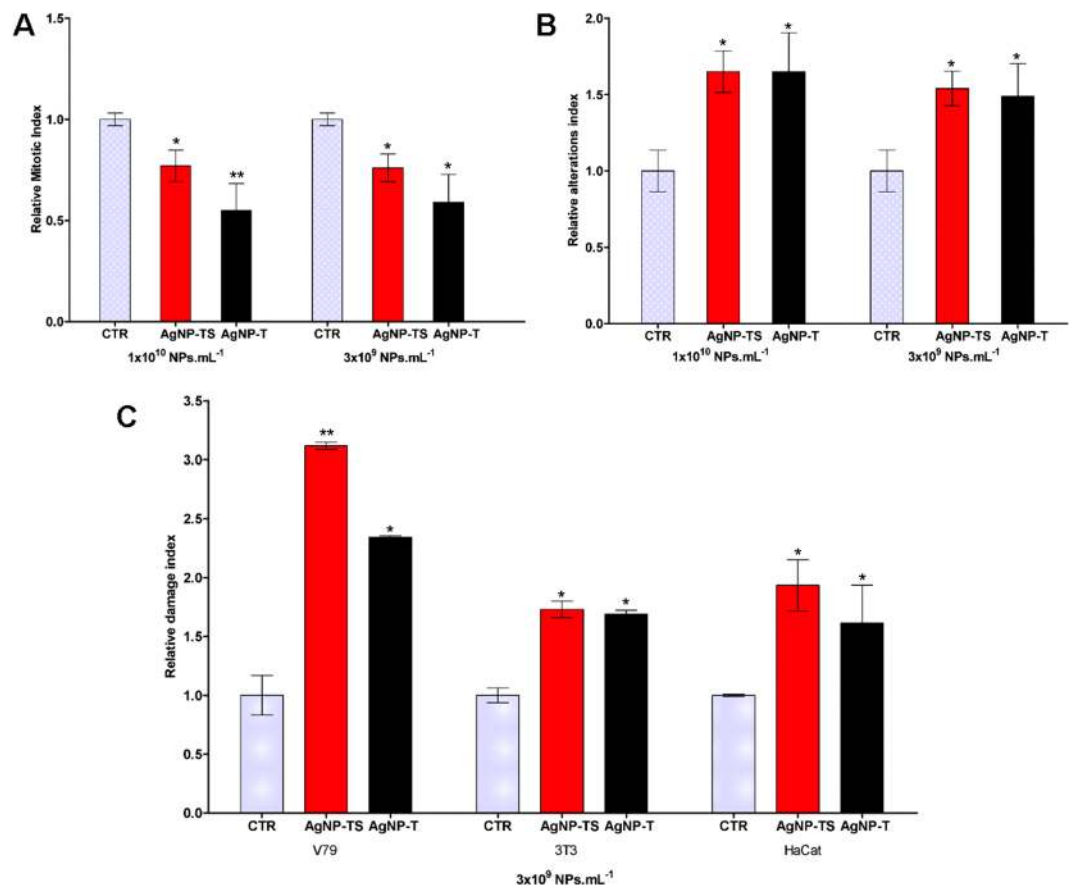 A
Relative Mitotic Index
1.5
1.0
0.5
0.0
*
**
*
*
CTR AgNP-TS AgNP-T CTR AgNP-TS AgNP-T
1x10¹⁰ NPs.mL⁻¹ 3x10⁹ NPs.mL⁻¹
B
Relative alterations index
2.0
1.5
1.0
0.5
0.0
*
*
*
*
CTR AgNP-TS AgNP-T CTR AgNP-TS AgNP-T
1x10¹⁰ NPs.mL⁻¹ 3x10⁹ NPs.mL⁻¹
C
Relative damage index
3.5
3.0
2.5
2.0
1.5
1.0
0.5
0.0
**
*
*
*
*
*
CTR AgNP-TS AgNP-T CTR AgNP-TS AgNP-T CTR AgNP-TS AgNP-T
V79 3T3 HaCat
3x10⁹ NPs.mL⁻¹